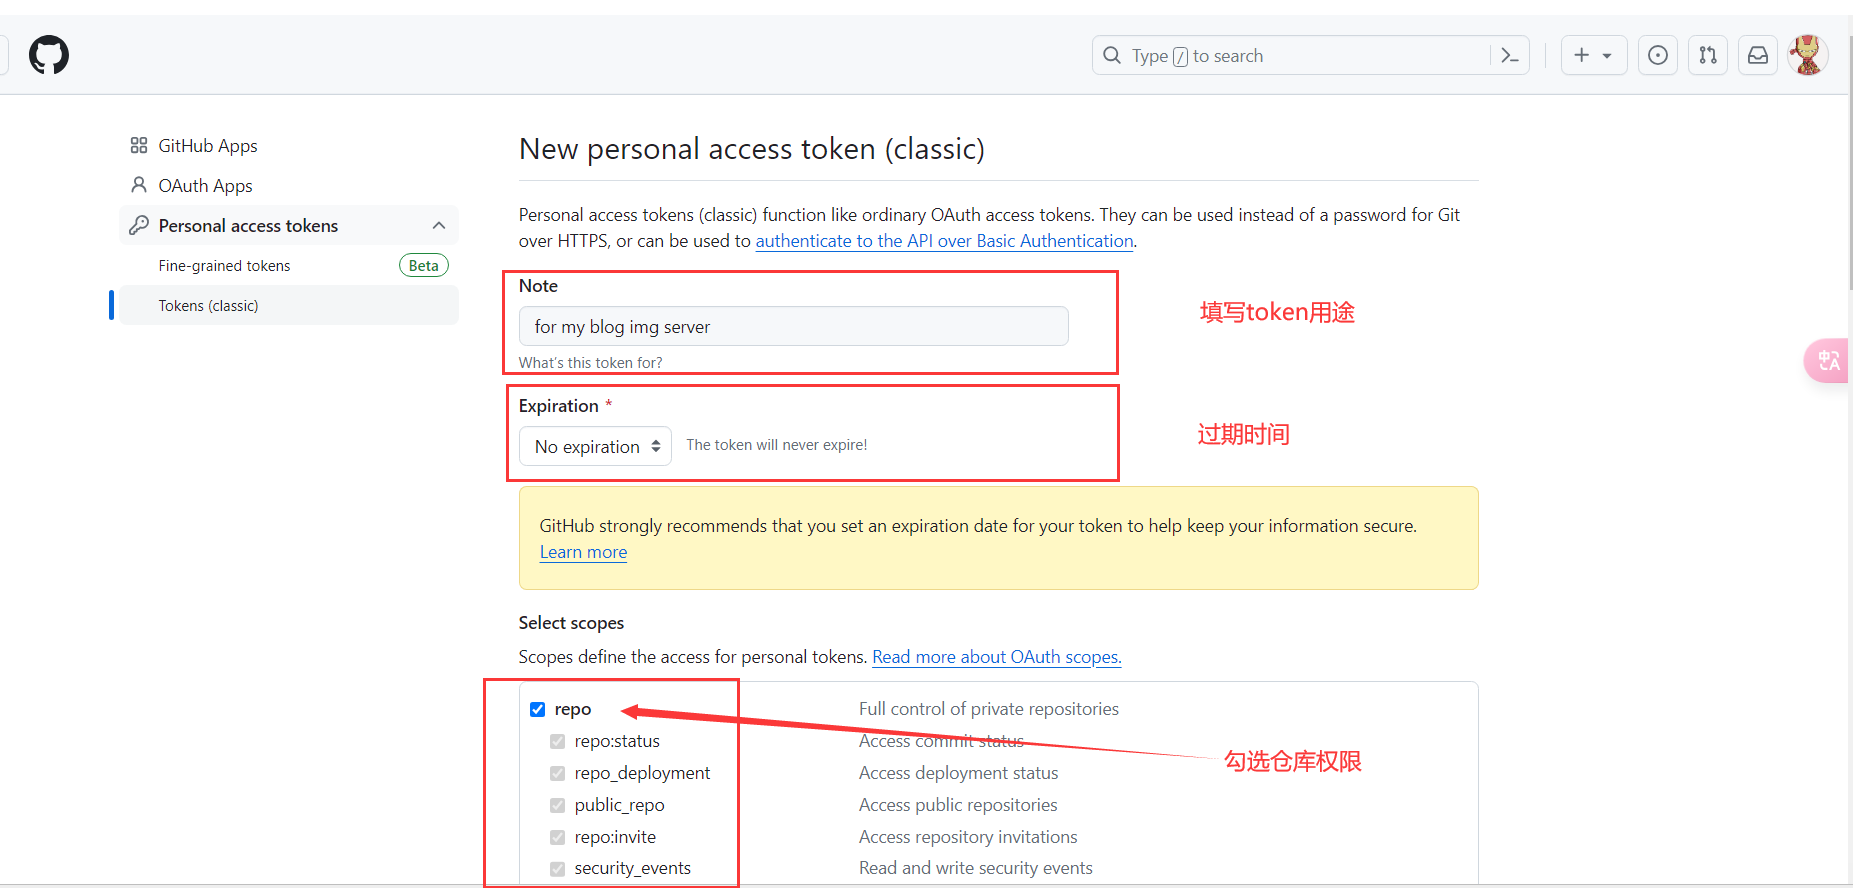 Type / to search
GitHub Apps
OAuth Apps
Personal access tokens
Fine-grained tokens Beta
Tokens (classic)
New personal access token (classic)
Personal access tokens (classic) function like ordinary OAuth access tokens. They can be used instead of a password for Git
over HTTPS, or can be used to authenticate to the API over Basic Authentication.
Note
for my blog img server
What's this token for?
填写token用途
Expiration *
No expiration The token will never expire!
过期时间
GitHub strongly recommends that you set an expiration date for your token to help keep your information secure.
Learn more
Select scopes
Scopes define the access for personal tokens. Read more about OAuth scopes.
repo Full control of private repositories
repo:status Access commit status
勾选仓库权限
repo_deployment Access deployment status
public_repo Access public repositories
repo:invite Access repository invitations
security_events Read and write security events
中A